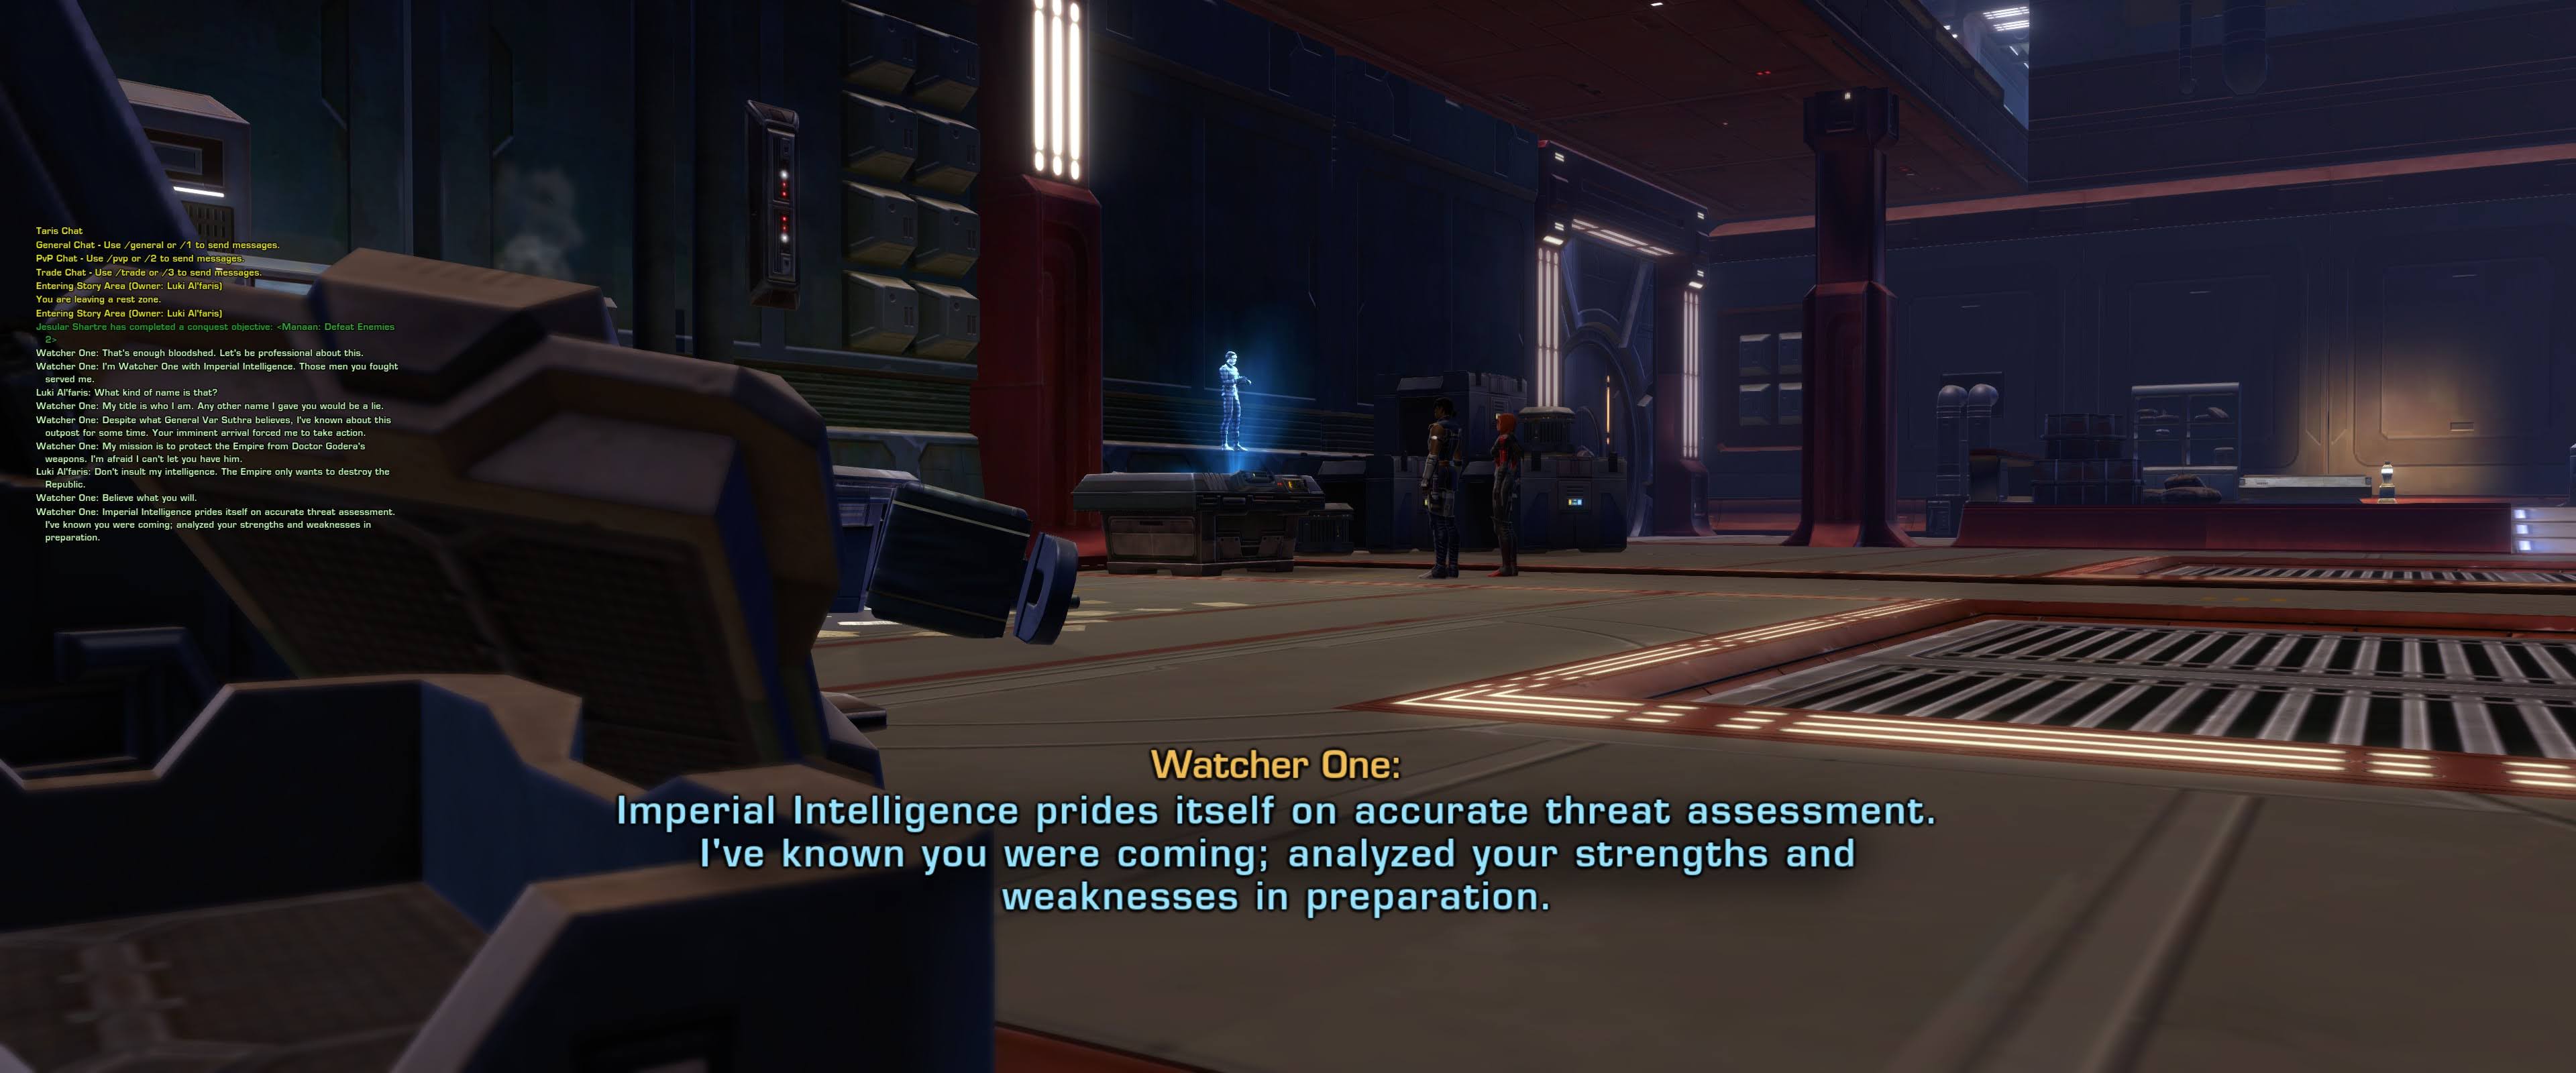 Taris Chat
General Chat - Use /general or /1 to send messages.
PvP Chat - Use /pvp or /2 to send messages.
Trade Chat - Use /trade or /3 to send messages.
Entering Story Area (Owner: Luki Al'faris)
You are leaving a rest zone.
Entering Story Area (Owner: Luki Al'faris)
Jesular Shartre has completed a conquest objective: <Manaan: Defeat Enemies
2>
Watcher One: That's enough bloodshed. Let's be professional about this.
Watcher One: I'm Watcher One with Imperial Intelligence. Those men you fought
served me.
Luki Al'faris: What kind of name is that?
Watcher One: My title is who I am. Any other name I gave you would be a lie.
Watcher One: Despite what General Var Suthra believes, I've known about this
outpost for some time. Your imminent arrival forced me to take action.
Watcher One: My mission is to protect the Empire from Doctor Godera's
weapons. I'm afraid I can't let you have him.
Luki Al'faris: Don't insult my intelligence. The Empire only wants to destroy the
Republic.
Watcher One: Believe what you will.
Watcher One: Imperial Intelligence prides itself on accurate threat assessment.
I've known you were coming; analyzed your strengths and weaknesses in
preparation.
Watcher One:
Imperial Intelligence prides itself on accurate threat assessment.
I've known you were coming; analyzed your strengths and
weaknesses in preparation.